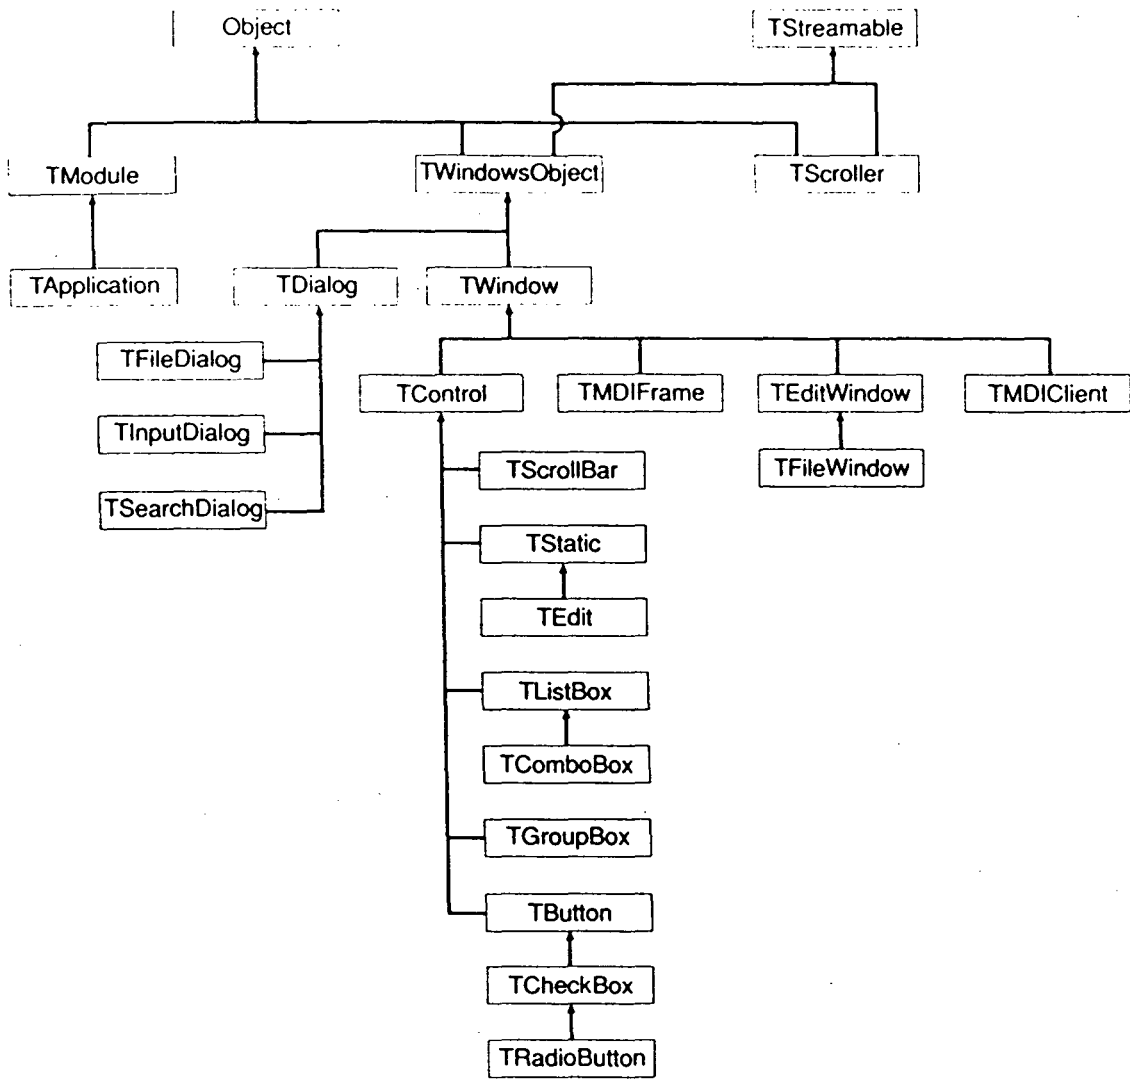 Object
TStreamable
TModule
TWindowsObject
TScroller
TApplication
TDialog
TWindow
TFileDialog
TControl
TMDIFrame
TEditWindow
TMDIClient
TInputDialog
TScrollBar
TFileWindow
TSearchDialog
TStatic
TEdit
TListBox
TComboBox
TGroupBox
TButton
TCheckBox
TRadioButton